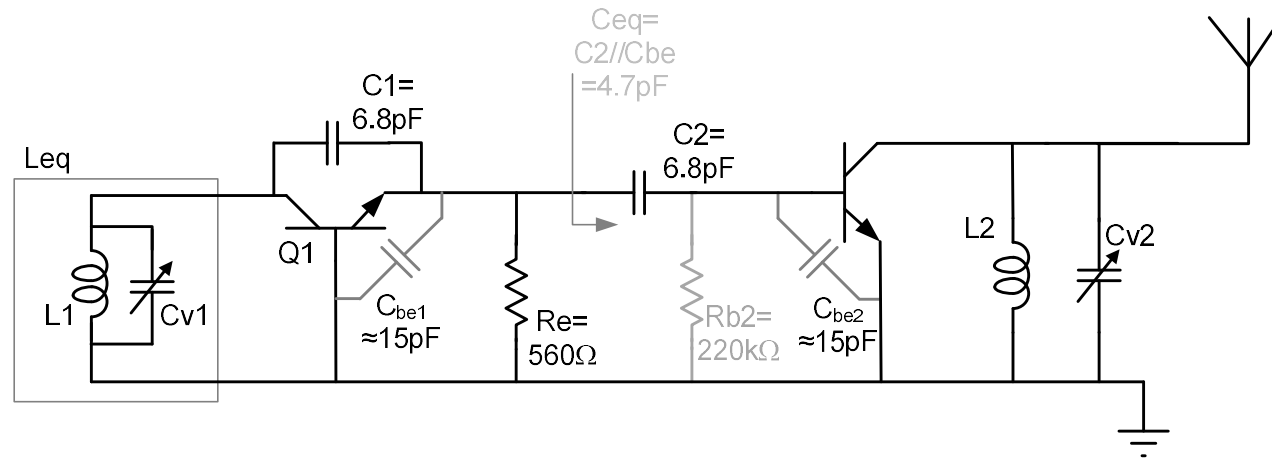 Ceq=
C2//Cbe
=4.7pF
C1=
6.8pF
C2=
6.8pF
Leq
Q1
L1
Cv1
Cbe1
≈15pF
Re=
560Ω
Rb2=
220kΩ
Cbe2
≈15pF
L2
Cv2